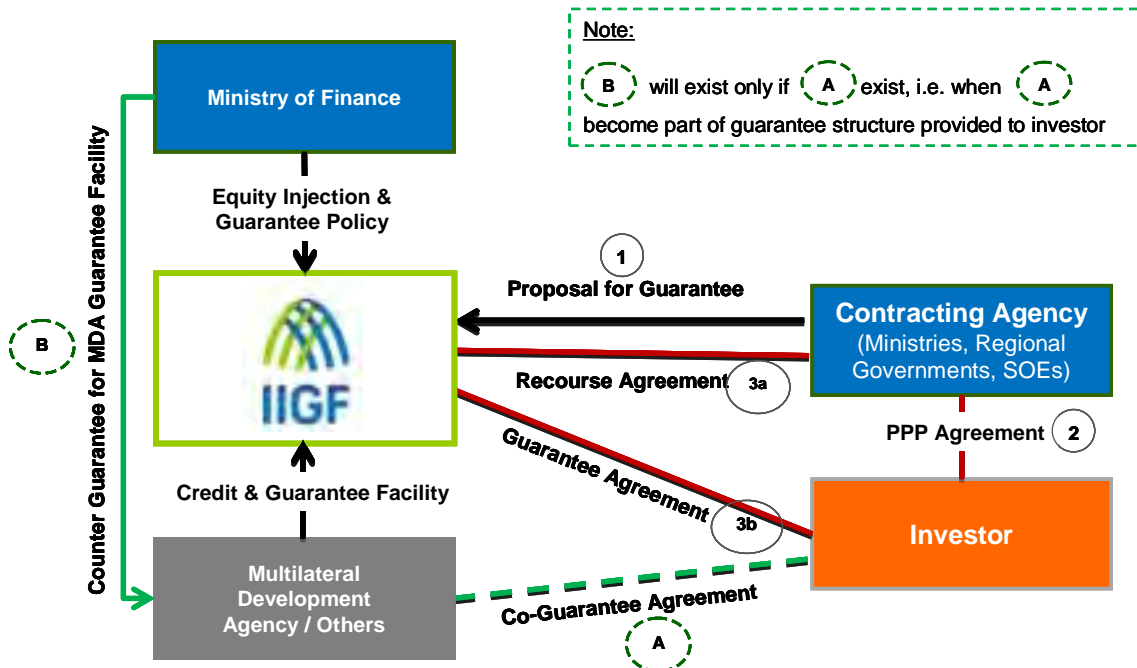 Note:
B will exist only if A exist, i.e. when A
become part of guarantee structure provided to investor
Ministry of Finance
Counter Guarantee for MDA Guarantee Facility
B
Equity Injection &
Guarantee Policy
IIGF
1
Proposal for Guarantee
Contracting Agency
(Ministries, Regional
Governments, SOEs)
Recourse Agreement
3a
PPP Agreement
2
Guarantee Agreement
3b
Credit & Guarantee Facility
Investor
Multilateral
Development
Agency / Others
Co-Guarantee Agreement
A